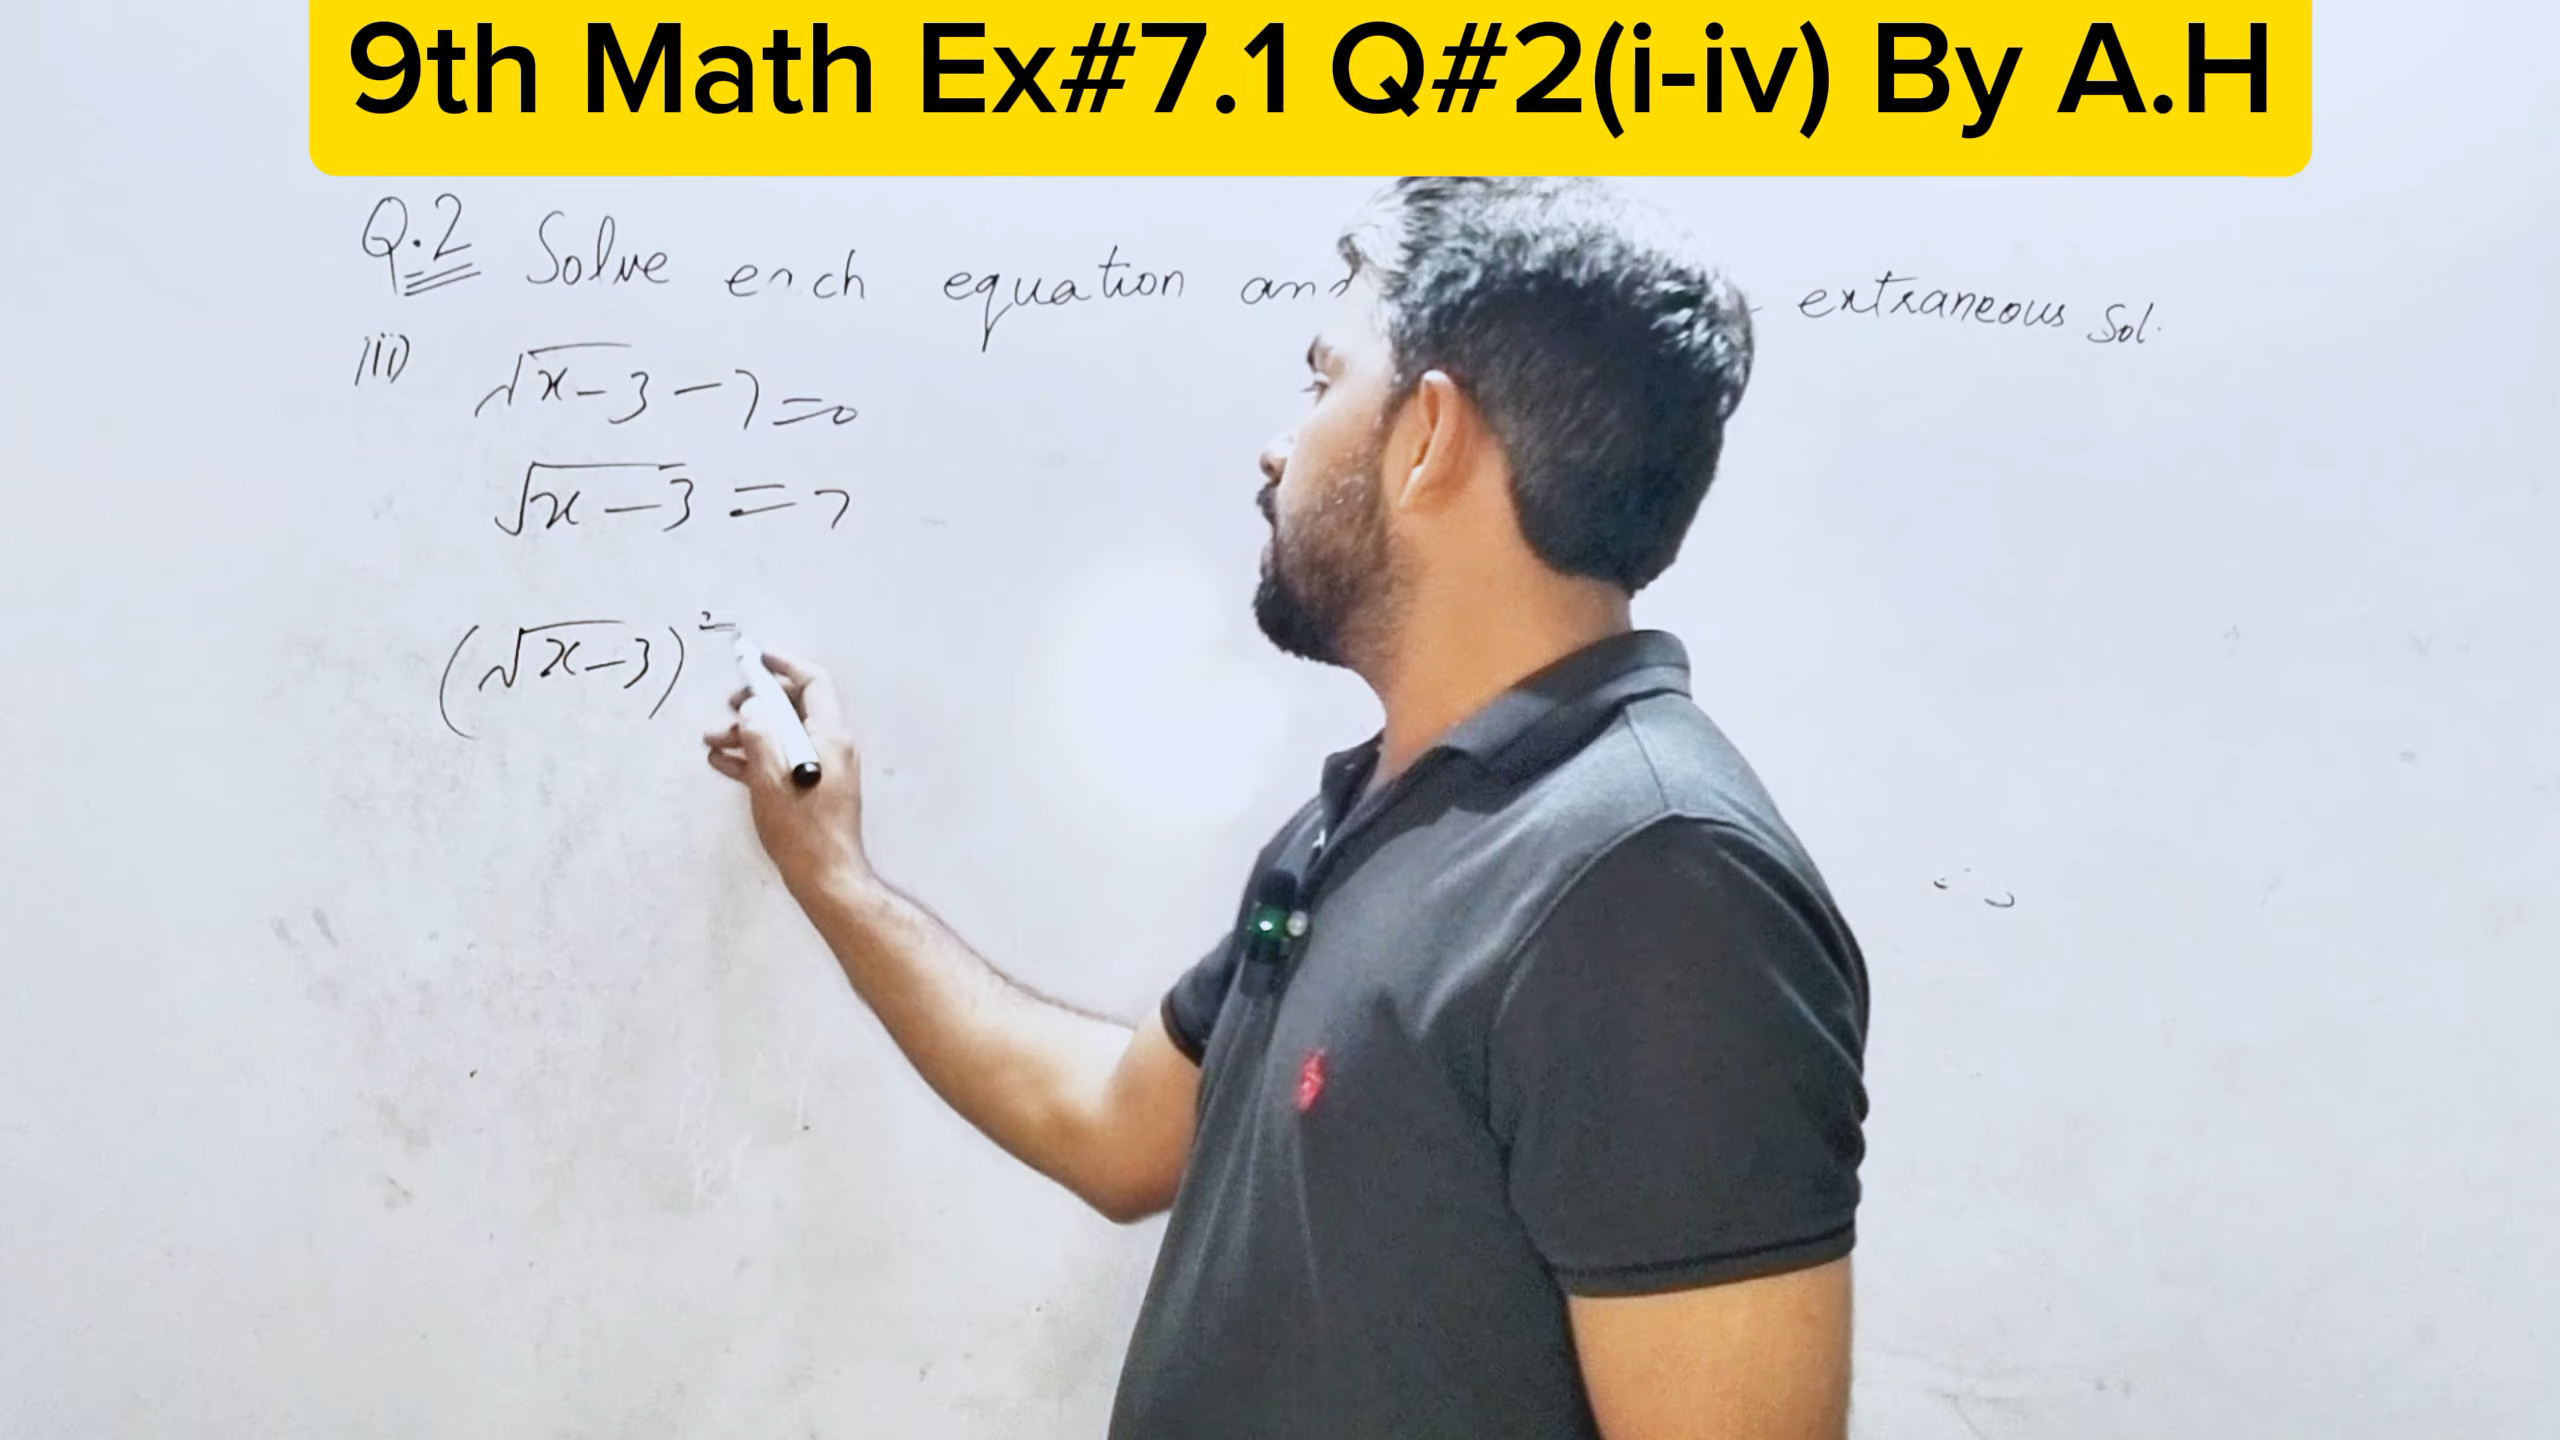 9th Math Ex#7.1 Q#2(i-iv) By A.H
Q.2 Solve each equation and extraneous Sol.
iii) √x-3 - 7 = 0
√x-3 = 7
(√x-3)² =